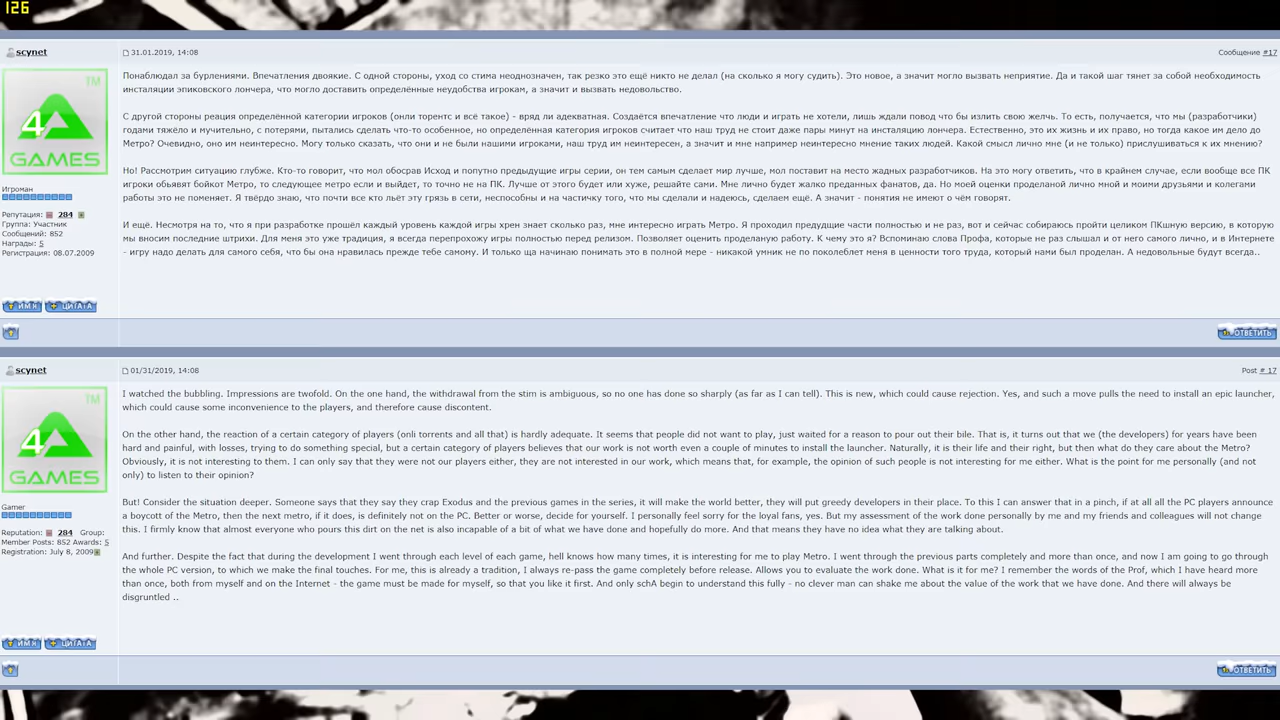 126
scynet
31.01.2019, 14:08
Сообщение #17
TM
4A
GAMES
Понаблюдал за бурлениями. Впечатления двоякие. С одной стороны, уход со стима неоднозначен, так резко это ещё никто не делал (на сколько я могу судить). Это новое, а значит могло вызвать неприятие. Да и такой шаг тянет за собой необходимость
инсталяции эпиковского лончера, что могло доставить определённые неудобства игрокам, а значит и вызвать недовольство.
С другой стороны реация определённой категории игроков (онли торентс и всё такое) - вряд ли адекватная. Создаётся впечатление что люди и играть не хотели, лишь ждали повод что бы излить свою желчь. То есть, получается, что мы (разработчики)
годами тяжёло и мучительно, с потерями, пытались сделать что-то особенное, но определённая категория игроков считает что наш труд не стоит даже пары минут на инсталяцию лончера. Естественно, это их жизнь и их право, но тогда какое им дело до
Метро? Очевидно, оно им неинтересно. Могу только сказать, что они и не были нашими игроками, наш труд им неинтересен, а значит и мне например неинтересно мнение таких людей. Какой смысл лично мне (и не только) прислушиваться к их мнению?
Но! Рассмотрим ситуацию глубже. Кто-то говорит, что мол обосрав Исход и попутно предыдущие игры серии, он тем самым сделает мир лучше, мол поставит на место жадных разработчиков. На это могу ответить, что в крайнем случае, если вообще все ПК
игроки обьявят бойкот Метро, то следующее метро если и выйдет, то точно не на ПК. Лучше от этого будет или хуже, решайте сами. Мне лично будет жалко преданных фанатов, да. Но моей оценки проделаной лично мной и моими друзьями и колегами
работы это не поменяет. Я твёрдо знаю, что почти все кто льёт эту грязь в сети, неспособны и на частичку того, что мы сделали и надеюсь, сделаем ещё. А значит - понятия не имеют о чём говорят.
И ещё. Несмотря на то, что я при разработке прошёл каждый уровень каждой игры хрен знает сколько раз, мне интересно играть Метро. Я проходил предудщие части полностью и не раз, вот и сейчас собираюсь пройти целиком ПКшную версию, в которую
мы вносим последние штрихи. Для меня это уже традиция, я всегда перепрохожу игры полностью перед релизом. Позволяет оценить проделаную работу. К чему это я? Вспоминаю слова Профа, которые не раз слышал и от него самого лично, и в Интернете
- игру надо делать для самого себя, что бы она нравилась прежде тебе самому. И только ща начинаю понимать это в полной мере - никакой умник не по поколеблет меня в ценности того труда, который нами был проделан. А недовольные будут всегда..
Игроман
Репутация: 284
Группа: Участник
Сообщений: 852
Награды: 5
Регистрация: 08.07.2009
ИМЯ ЦИТАТА
ОТВЕТИТЬ
scynet
01/31/2019, 14:08
Post # 17
TM
4A
GAMES
I watched the bubbling. Impressions are twofold. On the one hand, the withdrawal from the stim is ambiguous, so no one has done so sharply (as far as I can tell). This is new, which could cause rejection. Yes, and such a move pulls the need to install an epic launcher,
which could cause some inconvenience to the players, and therefore cause discontent.
On the other hand, the reaction of a certain category of players (onli torrents and all that) is hardly adequate. It seems that people did not want to play, just waited for a reason to pour out their bile. That is, it turns out that we (the developers) for years have been
hard and painful, with losses, trying to do something special, but a certain category of players believes that our work is not worth even a couple of minutes to install the launcher. Naturally, it is their life and their right, but then what do they care about the Metro?
Obviously, it is not interesting to them. I can only say that they were not our players either, they are not interested in our work, which means that, for example, the opinion of such people is not interesting for me either. What is the point for me personally (and not
only) to listen to their opinion?
But! Consider the situation deeper. Someone says that they say they crap Exodus and the previous games in the series, it will make the world better, they will put greedy developers in their place. To this I can answer that in a pinch, if at all all the PC players announce
a boycott of the Metro, then the next metro, if it does, is definitely not on the PC. Better or worse, decide for yourself. I personally feel sorry for the loyal fans, yes. But my assessment of the work done personally by me and my friends and colleagues will not change
this. I firmly know that almost everyone who pours this dirt on the net is also incapable of a bit of what we have done and hopefully do more. And that means they have no idea what they are talking about.
And further. Despite the fact that during the development I went through each level of each game, hell knows how many times, it is interesting for me to play Metro. I went through the previous parts completely and more than once, and now I am going to go through
the whole PC version, to which we make the final touches. For me, this is already a tradition, I always re-pass the game completely before release. Allows you to evaluate the work done. What is it for me? I remember the words of the Prof, which I have heard more
than once, both from myself and on the Internet - the game must be made for myself, so that you like it first. And only schA begin to understand this fully - no clever man can shake me about the value of the work that we have done. And there will always be
disgruntled ..
Gamer
Reputation: 284 Group:
Member Posts: 852 Awards: 5
Registration: July 8, 2009
ИМЯ ЦИТАТА
ОТВЕТИТЬ